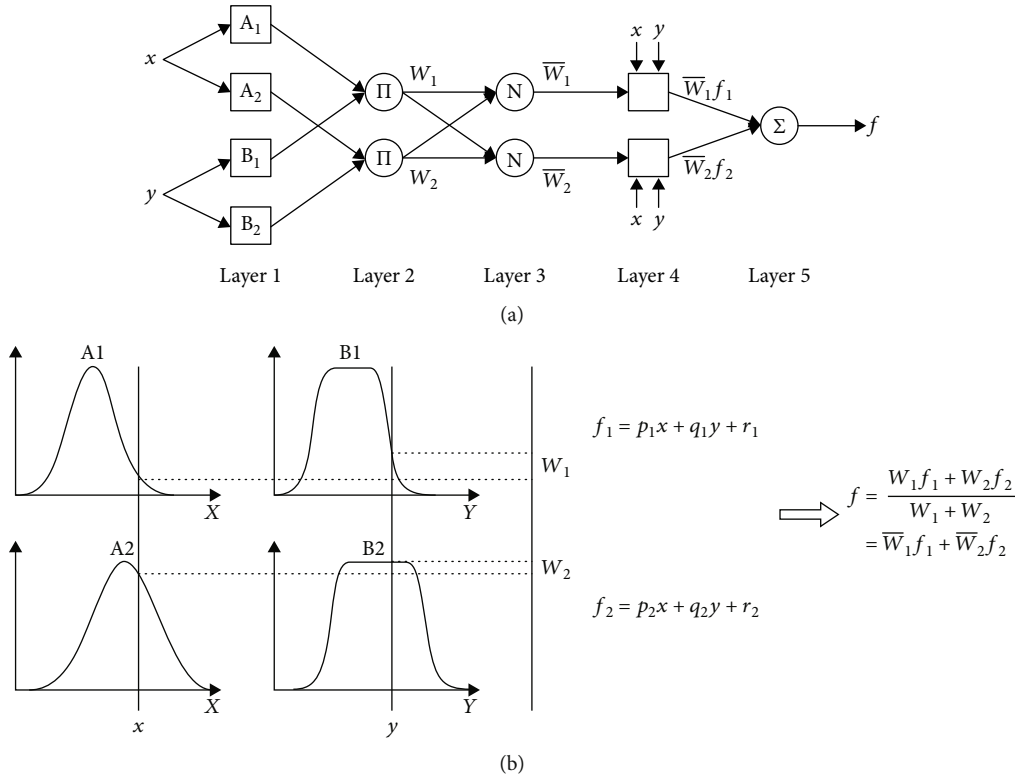 x y
A₁
x
W₁
W̅₁
W̅₁f₁
Π
N
A₂
B₁
Σ
f
Π
N
y
W₂
W̅₂
W̅₂f₂
B₂
x y
Layer 1 Layer 2 Layer 3 Layer 4 Layer 5
(a)
A1
B1
f₁ = p₁x + q₁y + r₁
W₁
X
Y
f = W₁f₁ + W₂f₂
W₁ + W₂
= W̅₁f₁ + W̅₂f₂
A2
B2
W₂
f₂ = p₂x + q₂y + r₂
X
Y
x
y
(b)